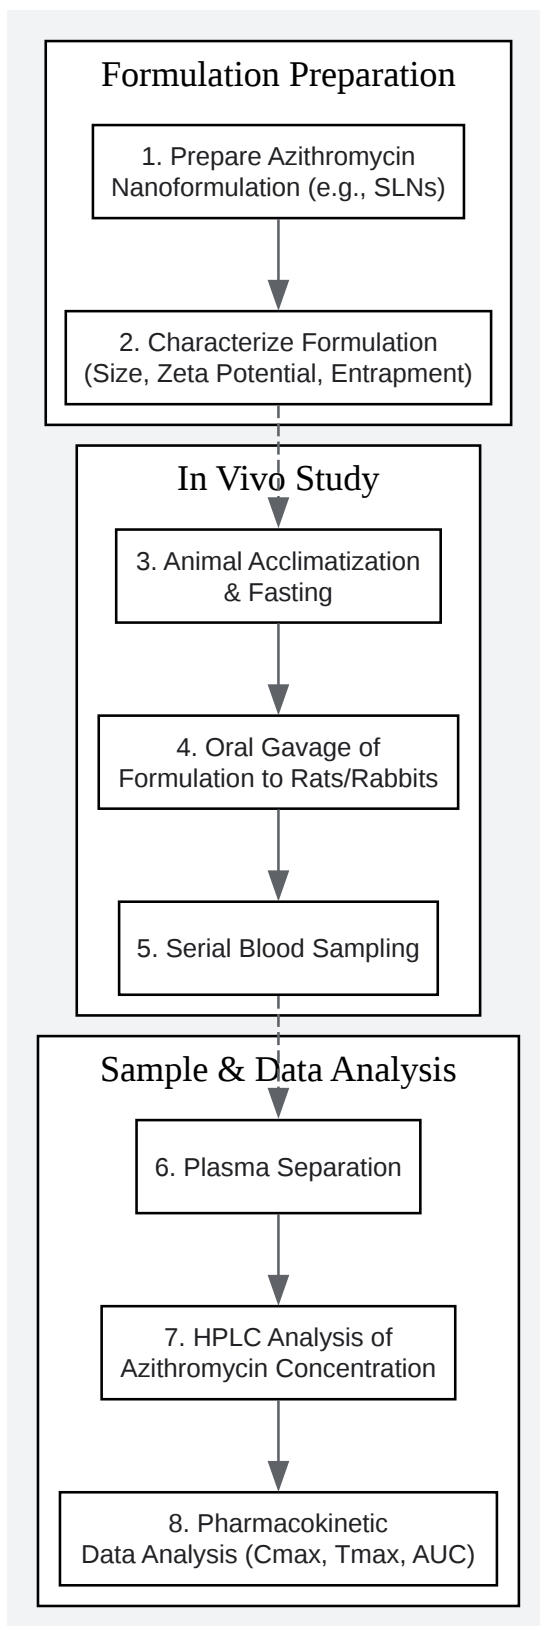 Formulation Preparation
1. Prepare Azithromycin
Nanoformulation (e.g., SLNs)
2. Characterize Formulation
(Size, Zeta Potential, Entrapment)
In Vivo Study
3. Animal Acclimatization
& Fasting
4. Oral Gavage of
Formulation to Rats/Rabbits
5. Serial Blood Sampling
Sample & Data Analysis
6. Plasma Separation
7. HPLC Analysis of
Azithromycin Concentration
8. Pharmacokinetic
Data Analysis (Cmax, Tmax, AUC)